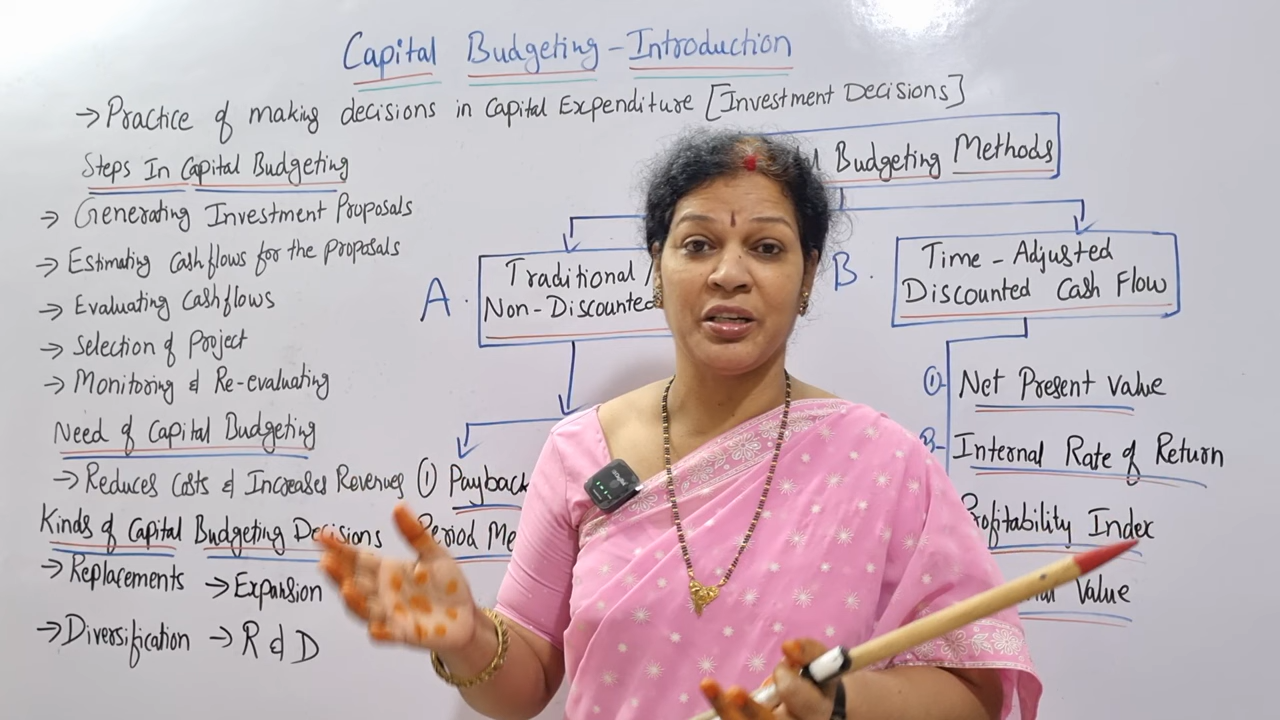 Capital Budgeting - Introduction
→ Practice of making decisions in Capital Expenditure [Investment Decisions]
Steps In Capital Budgeting
→ Generating Investment Proposals
→ Estimating Cashflows for the proposals
→ Evaluating Cashflows
→ Selection of Project
→ Monitoring & Re-evaluating
Need of Capital Budgeting
→ Reduces Costs & Increases Revenues
Kinds of Capital Budgeting Decisions
→ Replacements → Expansion
→ Diversification → R & D
Budgeting Methods
A.
Traditional /
Non-Discounted
① Payback
Period
B.
Time - Adjusted
Discounted Cash Flow
① Net Present Value
Internal Rate of Return
Profitability Index
Value